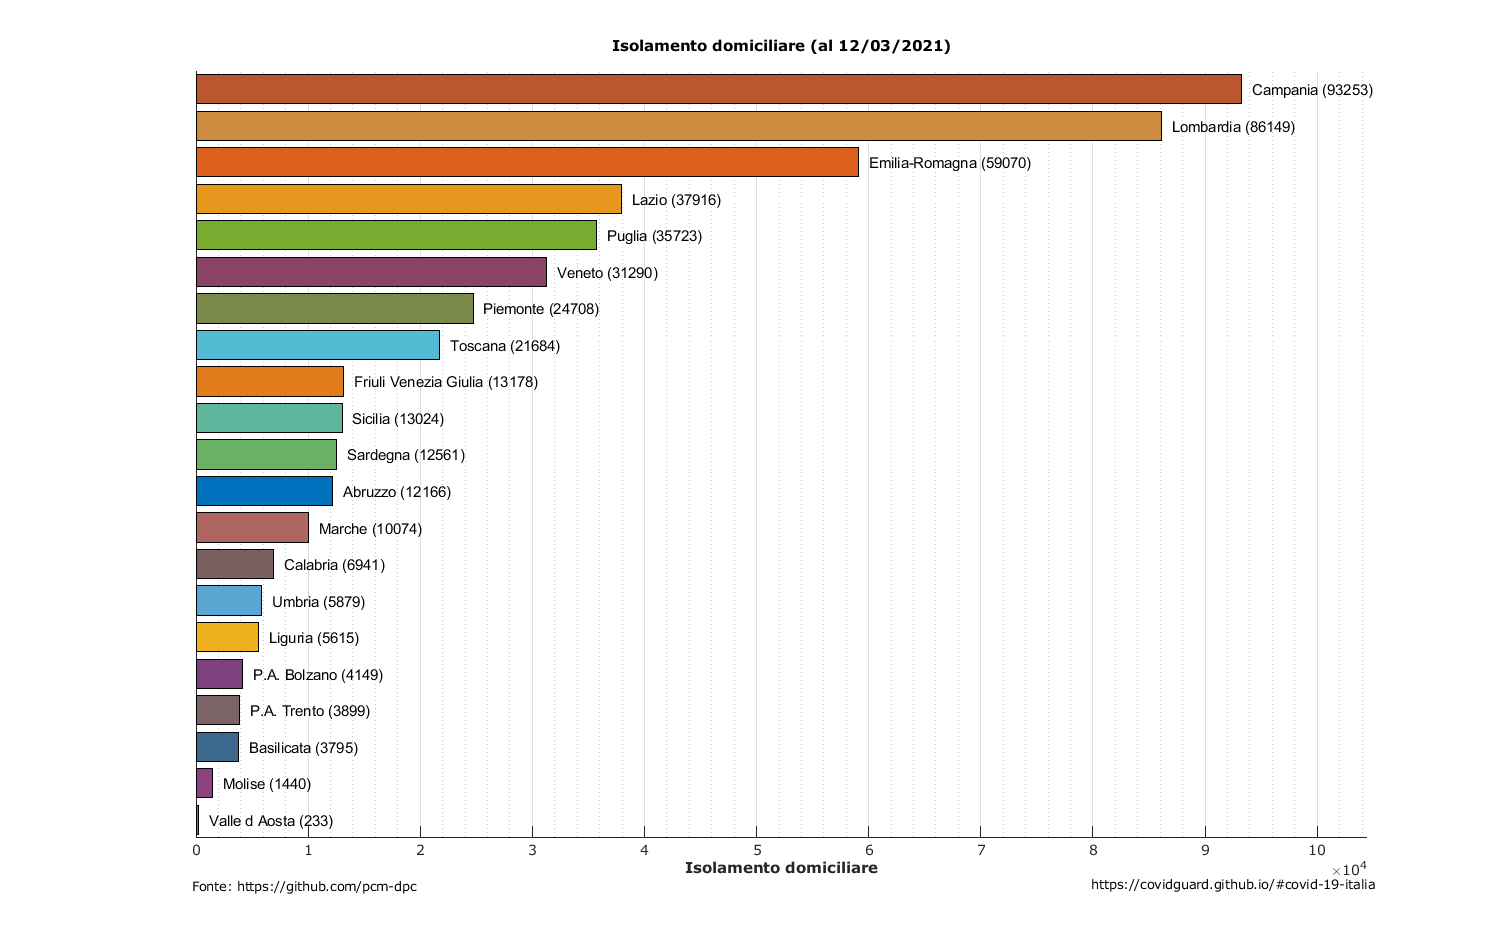 Isolamento domiciliare (al 12/03/2021)
Campania (93253)
Lombardia (86149)
Emilia-Romagna (59070)
Lazio (37916)
Puglia (35723)
Veneto (31290)
Piemonte (24708)
Toscana (21684)
Friuli Venezia Giulia (13178)
Sicilia (13024)
Sardegna (12561)
Abruzzo (12166)
Marche (10074)
Calabria (6941)
Umbria (5879)
Liguria (5615)
P.A. Bolzano (4149)
P.A. Trento (3899)
Basilicata (3795)
Molise (1440)
Valle d Aosta (233)
0 1 2 3 4 5 6 7 8 9 10
Isolamento domiciliare
×10⁴
Fonte: https://github.com/pcm-dpc
https://covidguard.github.io/#covid-19-italia